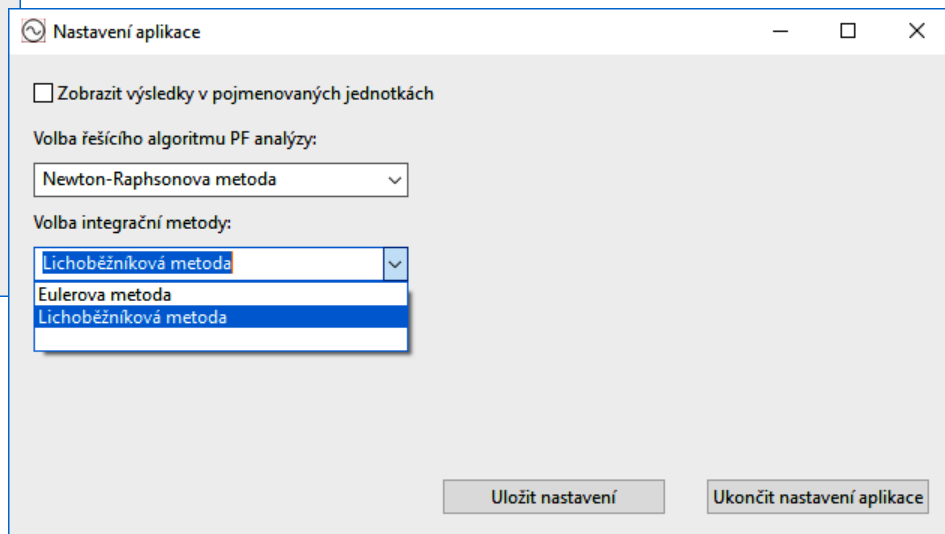 Nastavení aplikace
Zobrazit výsledky v pojmenovaných jednotkách
Volba řešícího algoritmu PF analýzy:
Newton-Raphsonova metoda
Volba integrační metody:
Lichoběžníková metoda
Eulerova metoda
Lichoběžníková metoda
Uložit nastavení
Ukončit nastavení aplikace